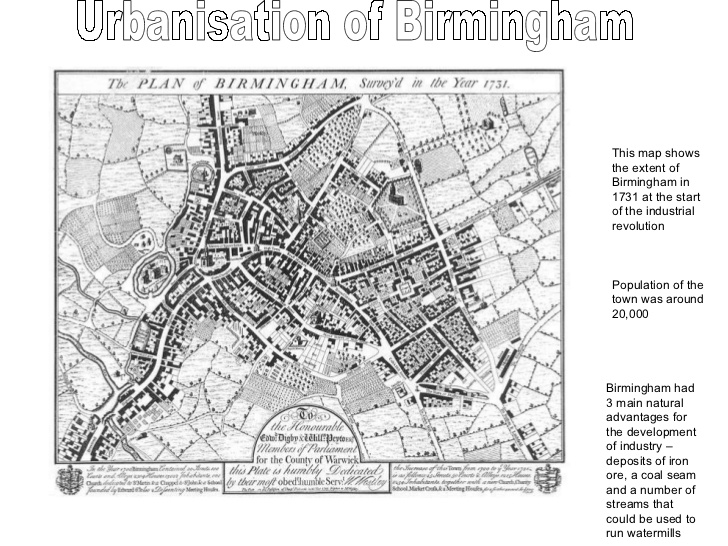 Urbanisation of Birmingham
The PLAN of BIRMINGHAM, Survey'd in the Year 1731.
This map shows
the extent of
Birmingham in
1731 at the start
of the industrial
revolution
Population of the
town was around
20,000
Birmingham had
3 main natural
advantages for
the development
of industry –
deposits of iron
ore, a coal seam
and a number of
streams that
could be used to
run watermills
To
the Honourable
Members of Parliament
for the County of Warwick
this Plate is humbly Dedicated
by their most obed.t humble Serv.t W. Westley